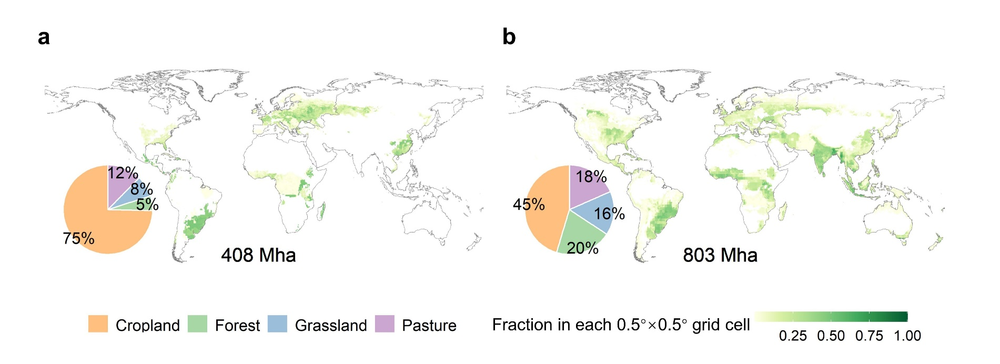 a
b
12%
8%
5%
75%
408 Mha
18%
45%
16%
20%
803 Mha
Cropland Forest Grassland Pasture
Fraction in each 0.5°×0.5° grid cell
0.25 0.50 0.75 1.00